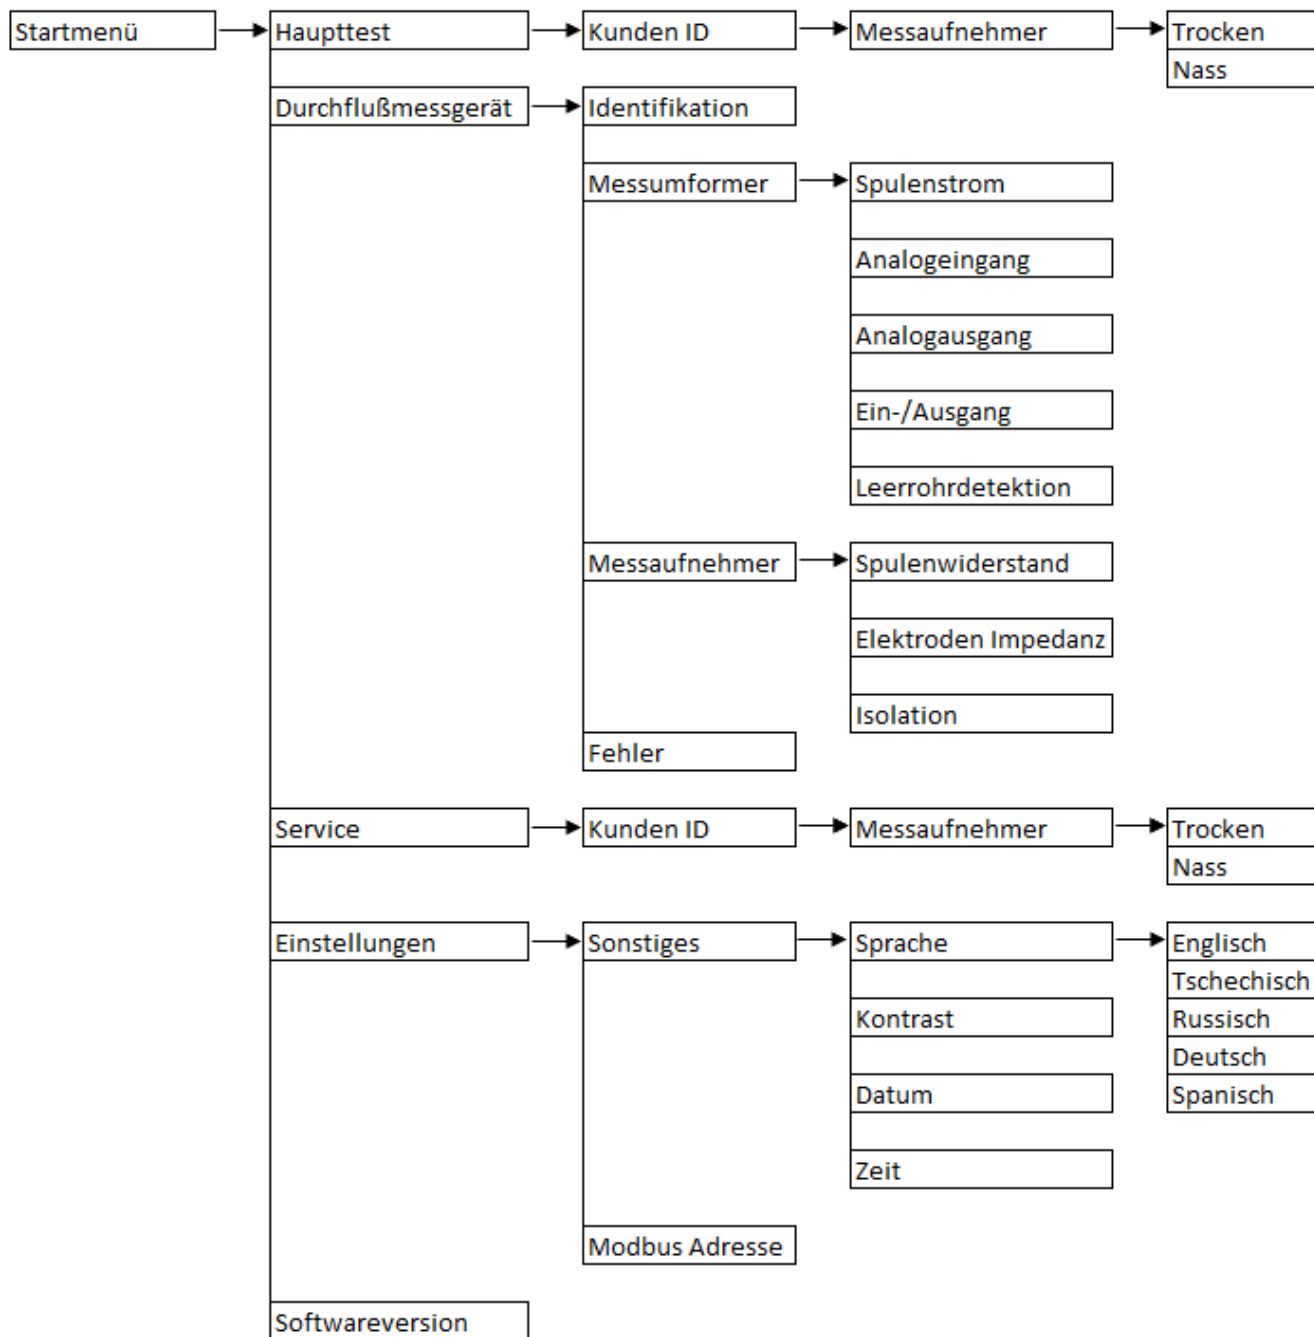 Startmenü
Haupttest
Kunden ID
Messaufnehmer
Trocken
Nass
Durchflußmessgerät
Identifikation
Messumformer
Spulenstrom
Analogeingang
Analogausgang
Ein-/Ausgang
Leerrohrdetektion
Messaufnehmer
Spulenwiderstand
Elektroden Impedanz
Isolation
Fehler
Service
Kunden ID
Messaufnehmer
Trocken
Nass
Einstellungen
Sonstiges
Sprache
Englisch
Tschechisch
Russisch
Deutsch
Spanisch
Kontrast
Datum
Zeit
Modbus Adresse
Softwareversion